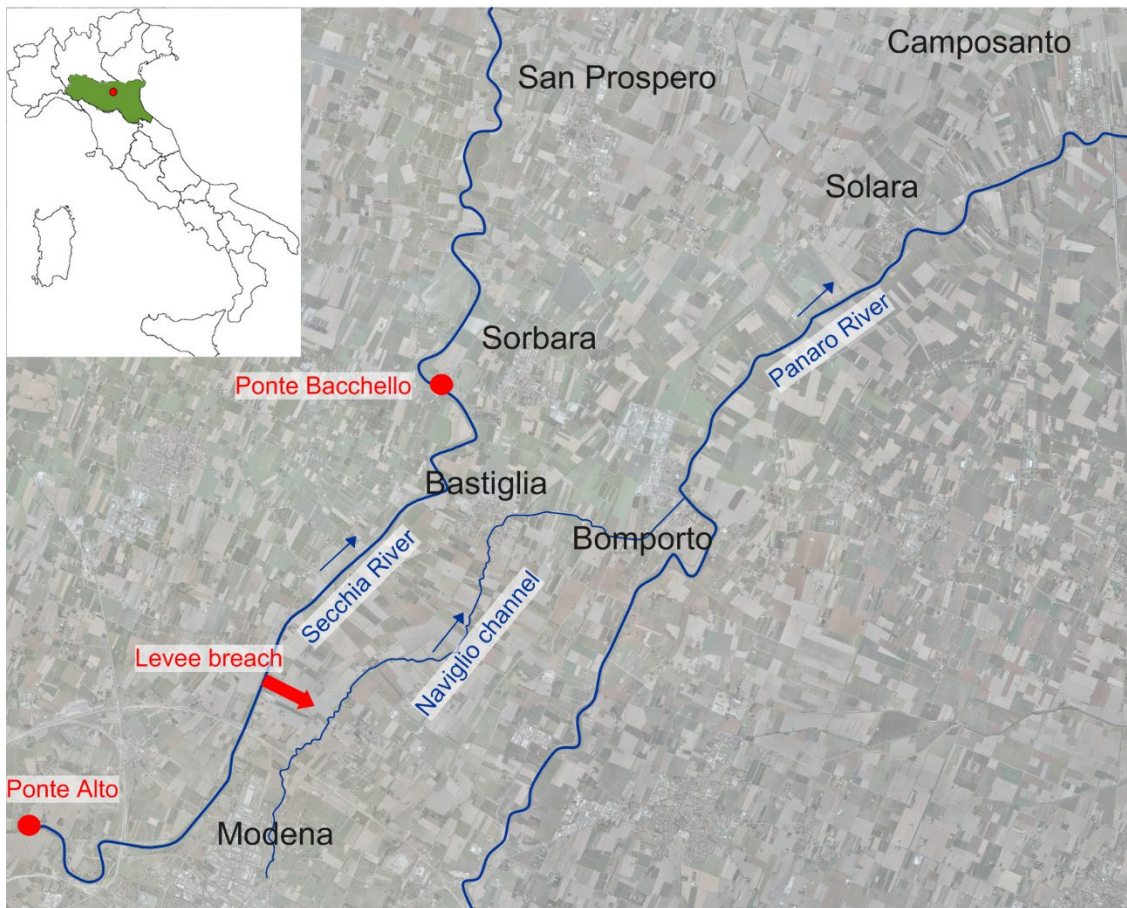 Camposanto
San Prospero
Solara
Sorbara
Ponte Bacchello
Panaro River
Bastiglia
Bomporto
Secchia River
Naviglio channel
Levee breach
Ponte Alto
Modena